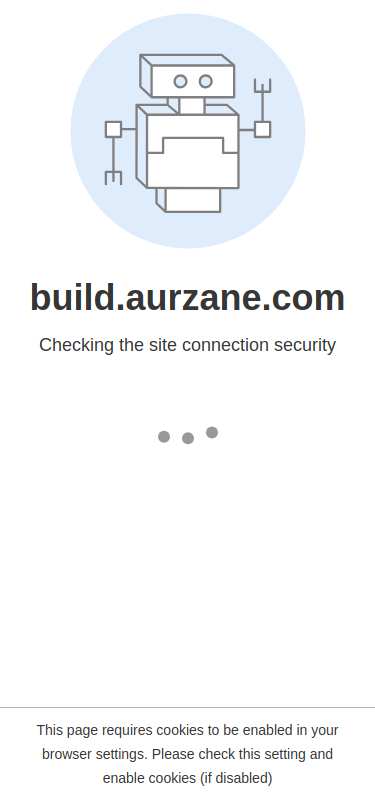 build.aurzane.com
Checking the site connection security
This page requires cookies to be enabled in your
browser settings. Please check this setting and
enable cookies (if disabled)